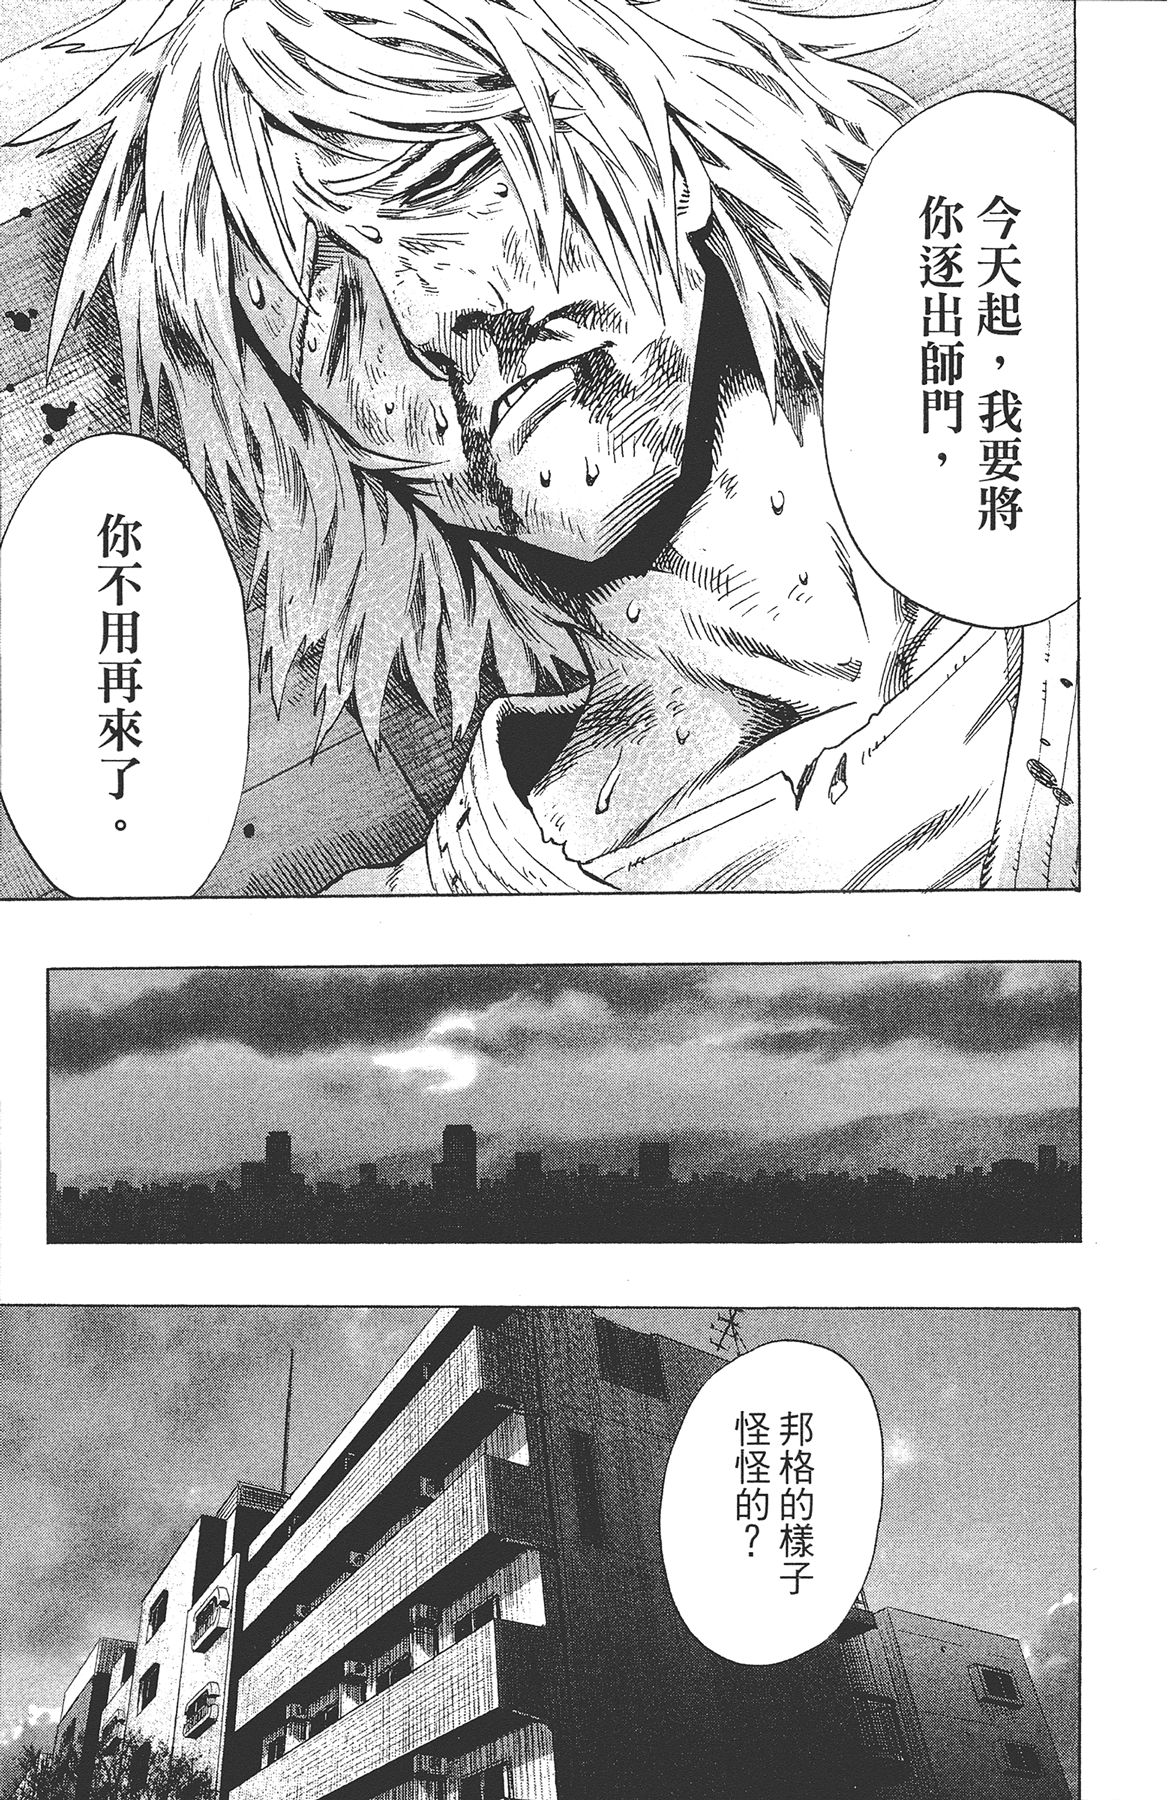 今天起，我要將
你逐出師門，
你不用再來了。
邦格的樣子
怪怪的？